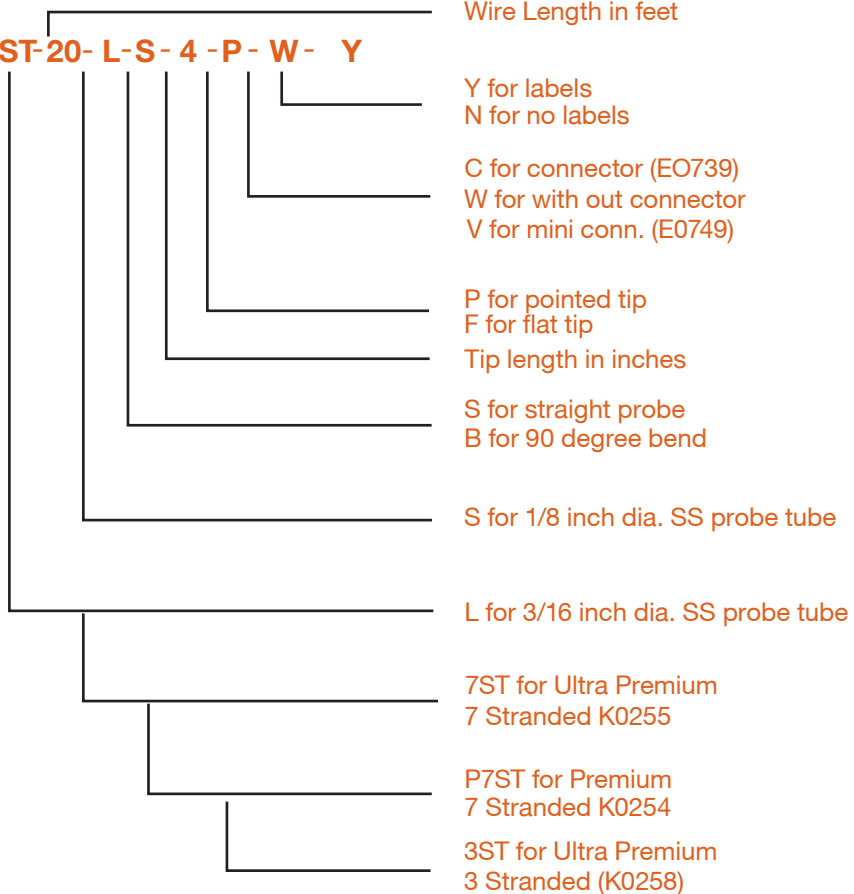 Wire Length in feet
ST-20- L-S- 4 -P- W- Y
Y for labels
N for no labels
C for connector (EO739)
W for with out connector
V for mini conn. (E0749)
P for pointed tip
F for flat tip
Tip length in inches
S for straight probe
B for 90 degree bend
S for 1/8 inch dia. SS probe tube
L for 3/16 inch dia. SS probe tube
7ST for Ultra Premium
7 Stranded K0255
P7ST for Premium
7 Stranded K0254
3ST for Ultra Premium
3 Stranded (K0258)